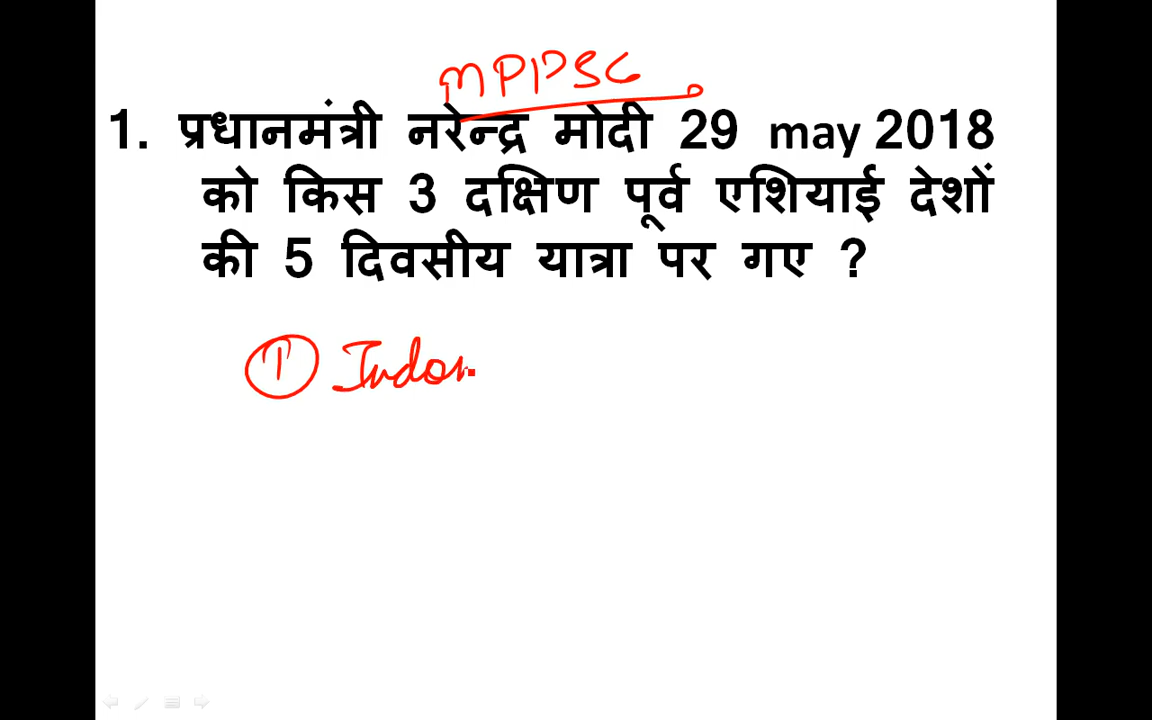 MPPSC
1. प्रधानमंत्री नरेन्द्र मोदी 29 may 2018
को किस 3 दक्षिण पूर्व एशियाई देशों
की 5 दिवसीय यात्रा पर गए ?
① Indon